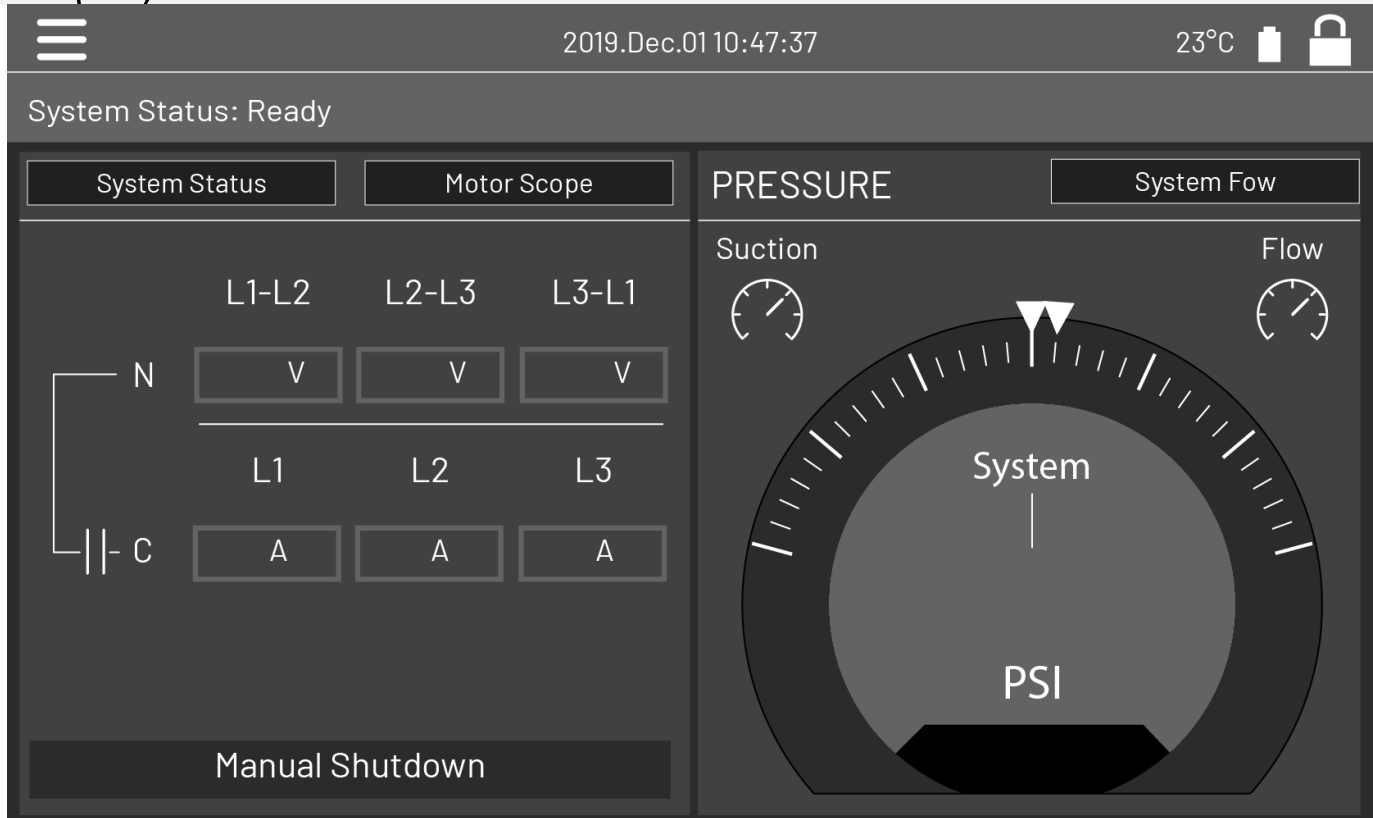 2019.Dec.01 10:47:37
23°C
System Status: Ready
System Status
Motor Scope
PRESSURE
System Fow
Suction
Flow
L1-L2 L2-L3 L3-L1
N V V V
L1 L2 L3
C A A A
System
PSI
Manual Shutdown